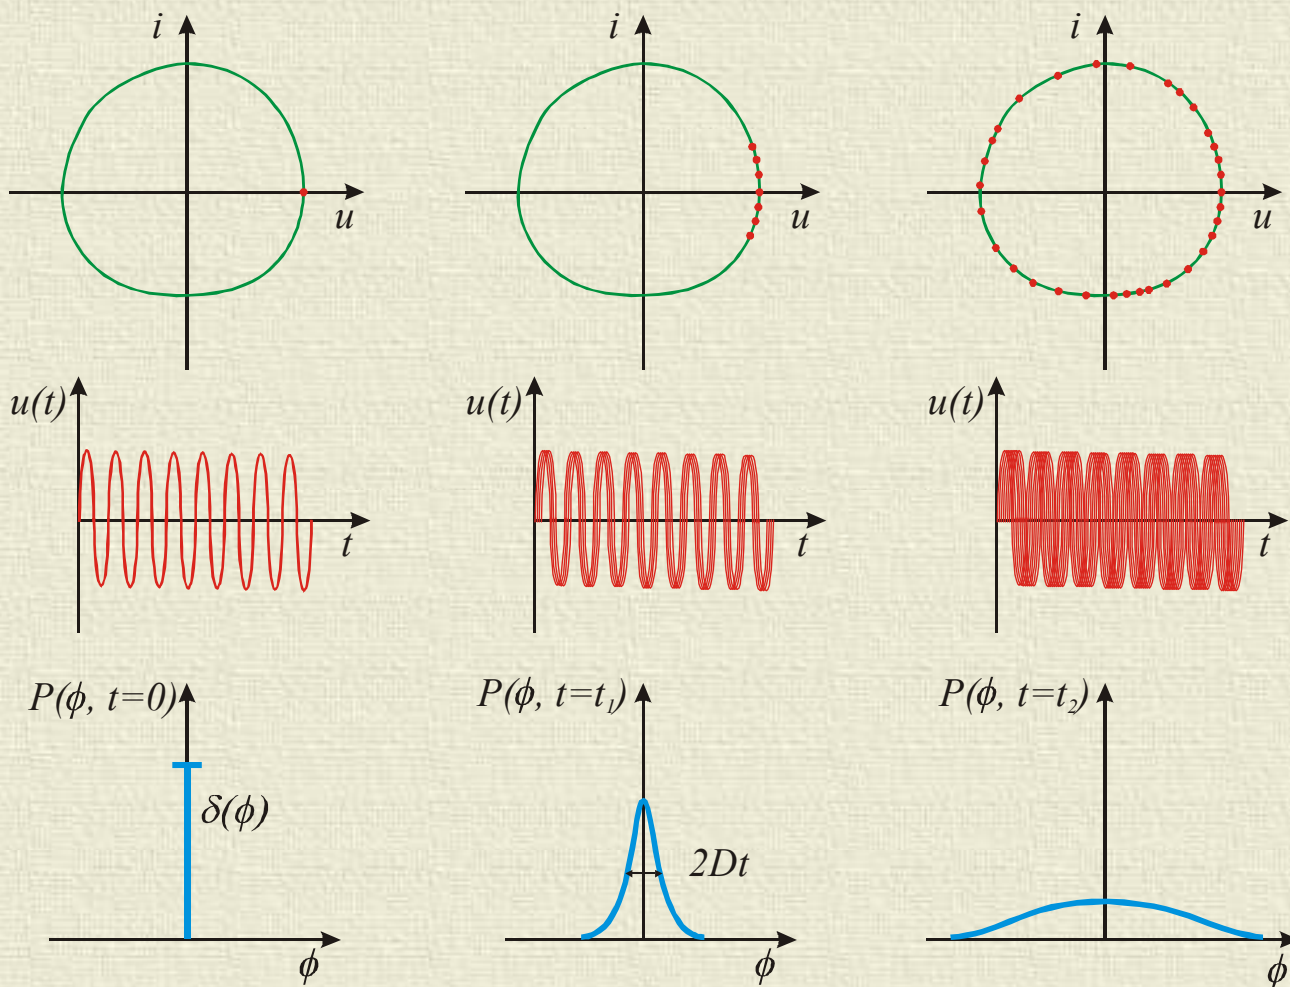 i
i
i
u
u
u
u(t)
u(t)
u(t)
t
t
t
P(ϕ, t=0)
P(ϕ, t=t₁)
P(ϕ, t=t₂)
δ(ϕ)
2Dt
ϕ
ϕ
ϕ